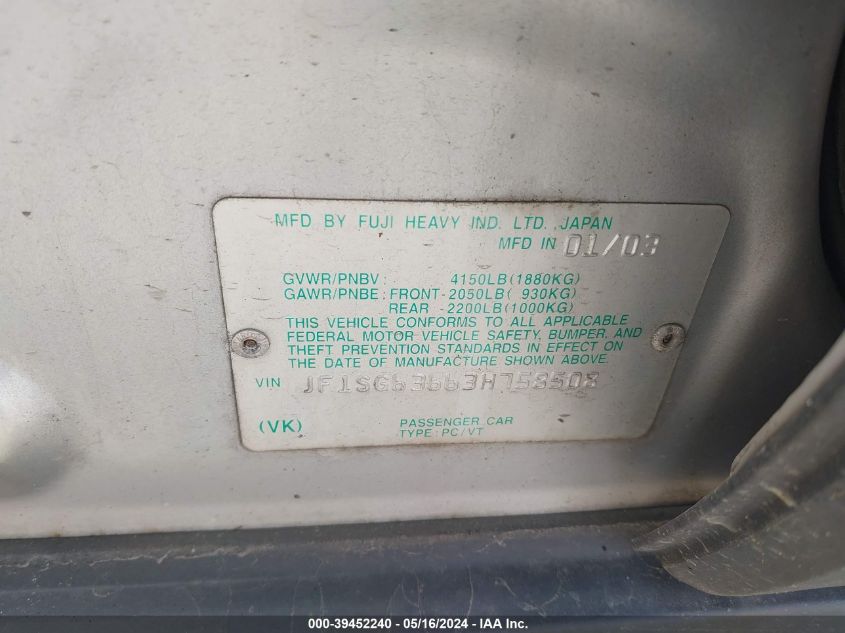 MFD BY FUJI HEAVY IND. LTD. JAPAN
MFD IN 01/03
GVWR/PNBV : 4150LB(1880KG)
GAWR/PNBE : FRONT-2050LB( 930KG)
REAR -2200LB(1000KG)
THIS VEHICLE CONFORMS TO ALL APPLICABLE
FEDERAL MOTOR VEHICLE SAFETY, BUMPER, AND
THEFT PREVENTION STANDARDS IN EFFECT ON
THE DATE OF MANUFACTURE SHOWN ABOVE.
VIN JF1SG63663H758508
(VK) PASSENGER CAR
TYPE : PC/VT
000-39452240 - 05/16/2024 - IAA Inc.